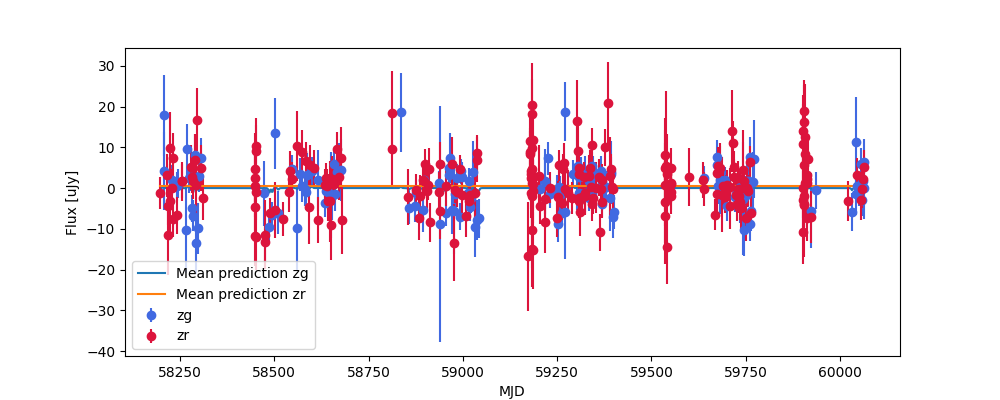 30
20
10
0
−10
−20
−30
−40
Flux [uJy]
Mean prediction zg
Mean prediction zr
zg
zr
58250 58500 58750 59000 59250 59500 59750 60000
MJD